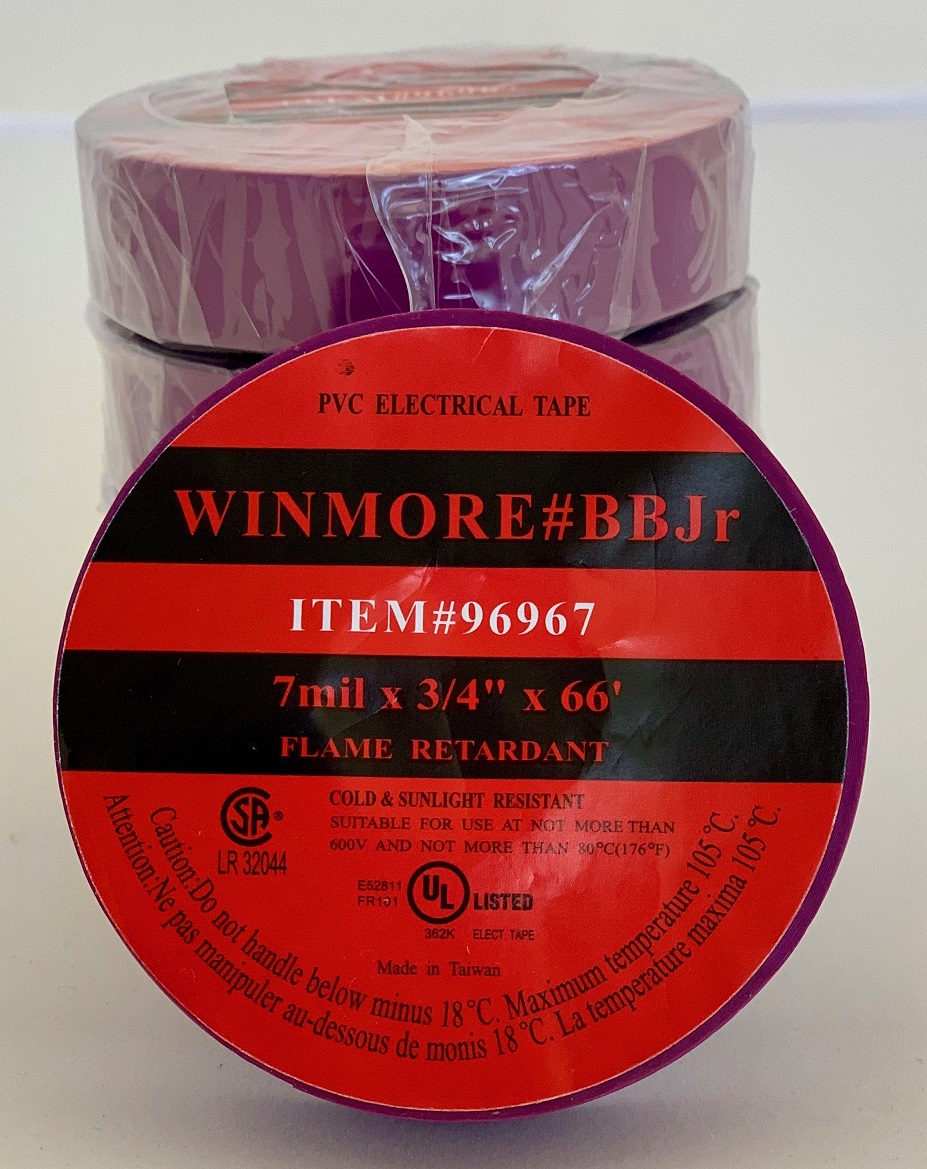 PVC ELECTRICAL TAPE
WINMORE#BBJr
ITEM#96967
7mil x 3/4" x 66'
FLAME RETARDANT
COLD & SUNLIGHT RESISTANT
SUITABLE FOR USE AT NOT MORE THAN
600V AND NOT MORE THAN 80°C(176°F)
SA®
LR 32044
E52811
FR101
UL LISTED
362K ELECT. TAPE
Made in Taiwan
Caution:Do not handle below minus 18°C. Maximum temperature 105°C.
Attention:Ne pas manipuler au-dessous de monis 18°C. La temperature maxima 105°C.